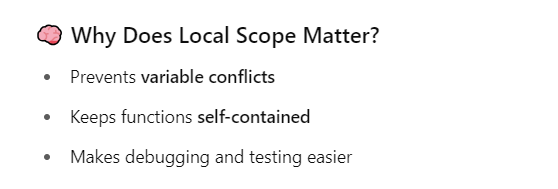 🧠 Why Does Local Scope Matter?
• Prevents variable conflicts
• Keeps functions self-contained
• Makes debugging and testing easier